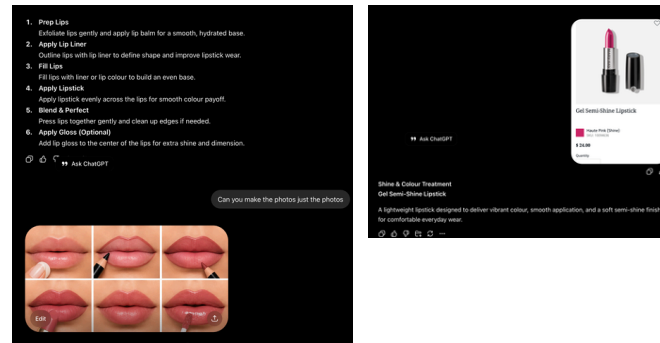 1. Prep Lips
Exfoliate lips gently and apply lip balm for a smooth, hydrated base.
2. Apply Lip Liner
Outline lips with lip liner to define shape and improve lipstick wear.
3. Fill Lips
Fill lips with liner or lip colour to build an even base.
4. Apply Lipstick
Apply lipstick evenly across the lips for smooth colour payoff.
5. Blend & Perfect
Press lips together gently and clean up edges if needed.
6. Apply Gloss (Optional)
Add lip gloss to the center of the lips for extra shine and dimension.
Ask ChatGPT
Can you make the photos just the photos
Edit
Gel Semi-Shine Lipstick
Haute Pink (Shine)
$ 24.00
Quantity
Ask ChatGPT
Shine & Colour Treatment
Gel Semi-Shine Lipstick
A lightweight lipstick designed to deliver vibrant colour, smooth application, and a soft semi-shine finish
for comfortable everyday wear.